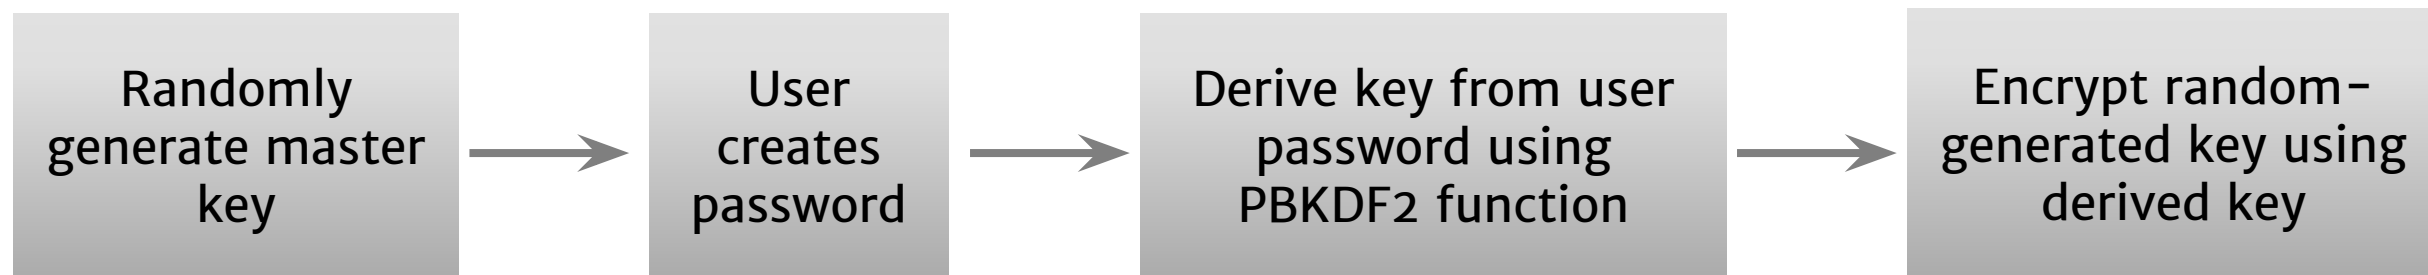 Randomly
generate master
key
User
creates
password
Derive key from user
password using
PBKDF2 function
Encrypt random-
generated key using
derived key